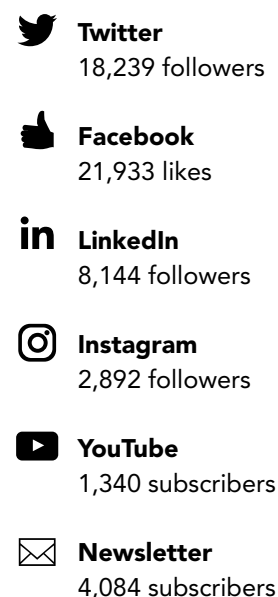 Twitter
18,239 followers
Facebook
21,933 likes
in LinkedIn
8,144 followers
Instagram
2,892 followers
YouTube
1,340 subscribers
Newsletter
4,084 subscribers